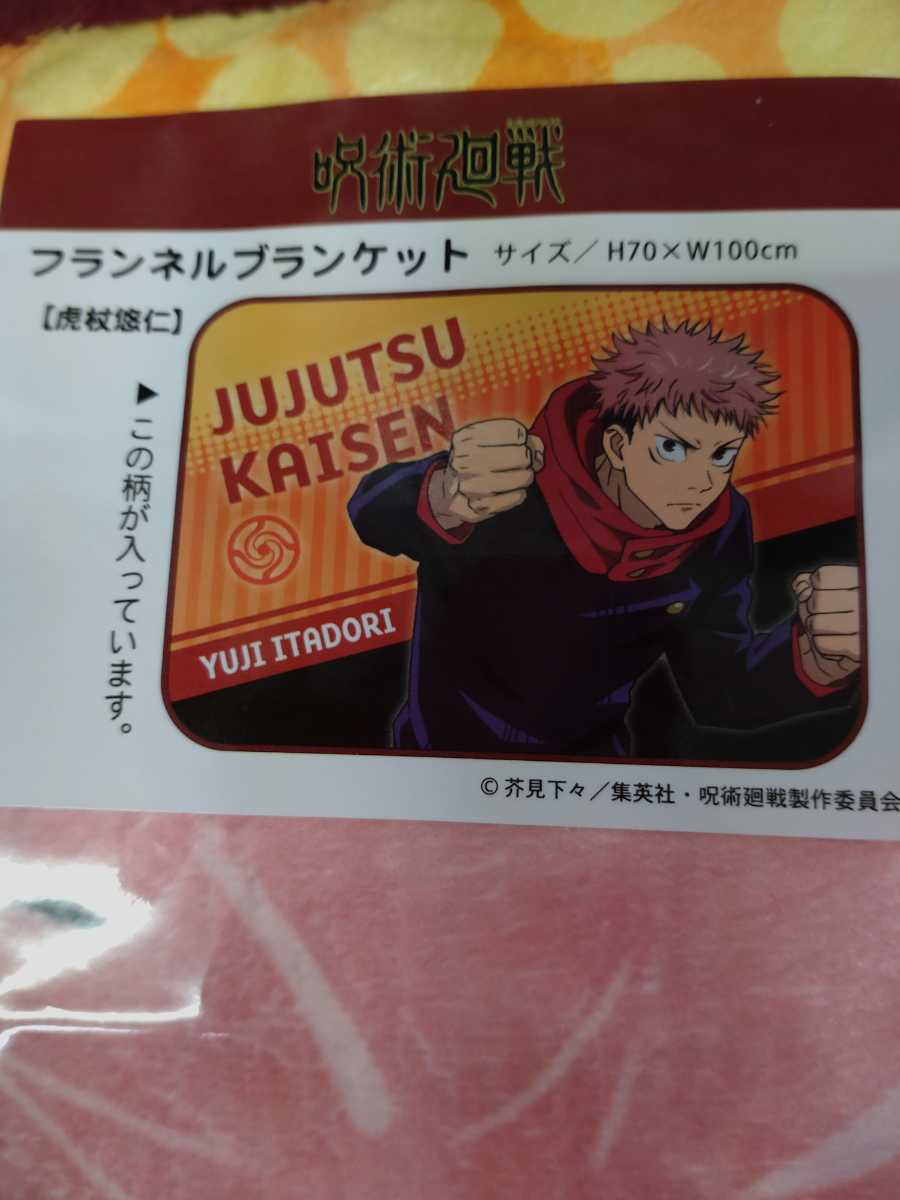 呪術廻戦
フランネルブランケット サイズ／H70×W100cm
【虎杖悠仁】
▶この柄が入っています。
JUJUTSU
KAISEN
YUJI ITADORI
© 芥見下々／集英社・呪術廻戦製作委員会